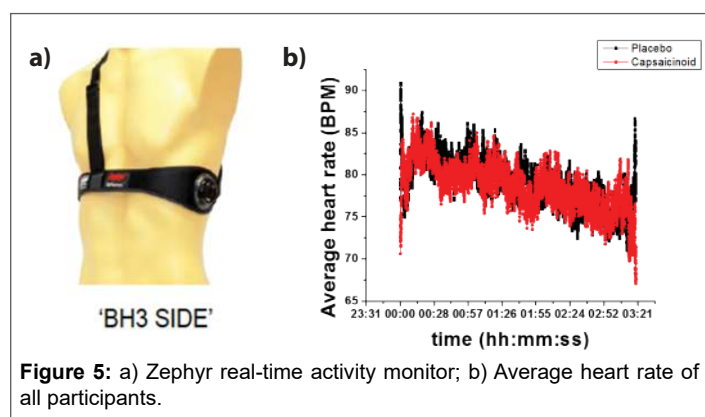 a)
'BH3 SIDE'
b)
Placebo
Capsaicinoid
Average heart rate (BPM)
90
85
80
75
70
65
23:31 00:00 00:28 00:57 01:26 01:55 02:24 02:52 03:21
time (hh:mm:ss)
Figure 5: a) Zephyr real-time activity monitor; b) Average heart rate of
all participants.